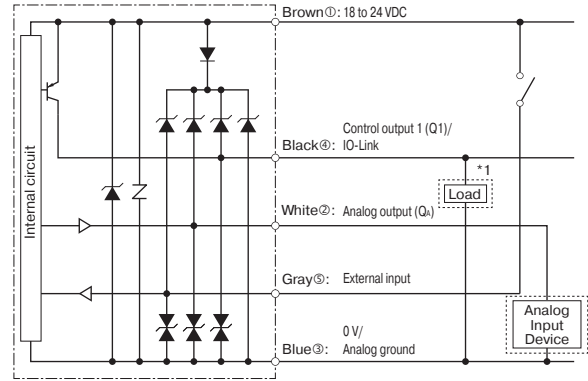 Brown①: 18 to 24 VDC
Control output 1 (Q1)/
Black④: IO-Link
*1
Load
White②: Analog output (QA)
Internal circuit
Gray⑤: External input
Analog
Input
Device
0 V/
Blue③: Analog ground